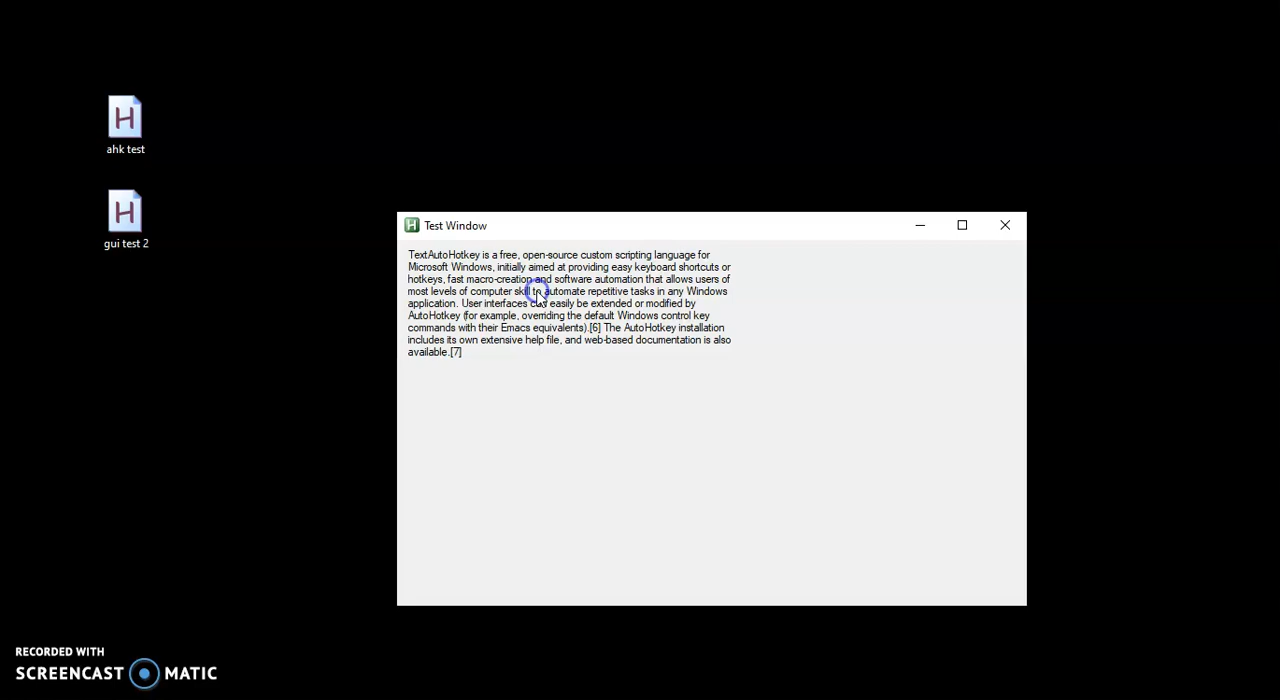 ahk test
gui test 2
Test Window
TextAutoHotkey is a free, open-source custom scripting language for
Microsoft Windows, initially aimed at providing easy keyboard shortcuts or
hotkeys, fast macro-creation and software automation that allows users of
most levels of computer skill to automate repetitive tasks in any Windows
application. User interfaces can easily be extended or modified by
AutoHotkey (for example, overriding the default Windows control key
commands with their Emacs equivalents).[6] The AutoHotkey installation
includes its own extensive help file, and web-based documentation is also
available.[7]
RECORDED WITH
SCREENCAST MATIC